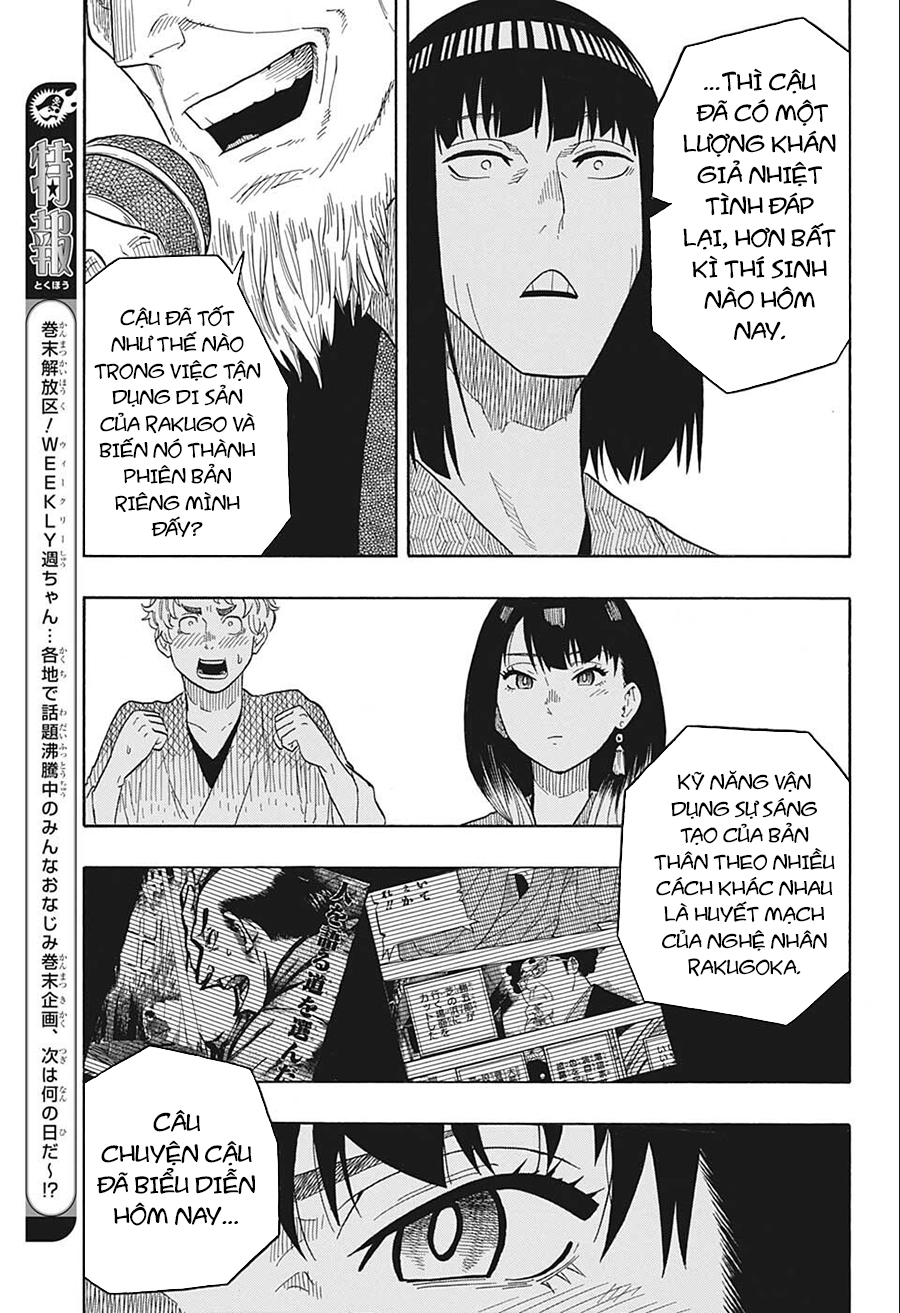 ...THÌ CẬU
ĐÃ CÓ MỘT
LƯỢNG KHÁN
GIẢ NHIỆT
TÌNH ĐÁP
LẠI, HƠN BẤT
KÌ THÍ SINH
NÀO HÔM
NAY.
CẬU ĐÃ TỐT
NHƯ THẾ NÀO
TRONG VIỆC TẬN
DỤNG DI SẢN
CỦA RAKUGO VÀ
BIẾN NÓ THÀNH
PHIÊN BẢN
RIÊNG MÌNH
ĐẤY?
KỸ NĂNG VẬN
DỤNG SỰ SÁNG
TẠO CỦA BẢN
THÂN THEO NHIỀU
CÁCH KHÁC NHAU
LÀ HUYẾT MẠCH
CỦA NGHỆ NHÂN
RAKUGOKA.
人を語る道を選んだ
CÂU
CHUYỆN CẬU
ĐÃ BIỂU DIỄN
HÔM NAY...
特★報
とくほう
巻末解放区!WEEKLY週ちゃん…各地で話題沸騰中のみんなおなじみ巻末企画、次は何の日だ～!?